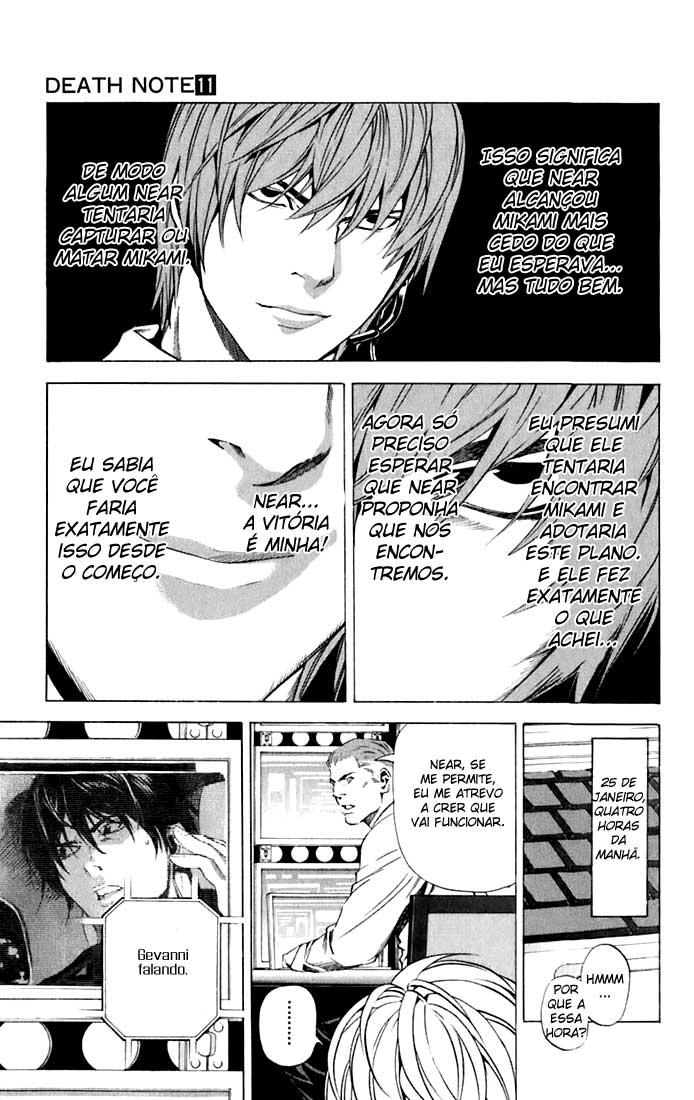 DEATH NOTE 11
ISSO SIGNIFICA
QUE NEAR
ALCANÇOU
MIKAMI MAIS
CEDO DO QUE
EU ESPERAVA...
MAS TUDO BEM.
DE MODO
ALGUM NEAR
TENTARIA
CAPTURAR OU
MATAR MIKAMI.
EU PRESUMI
QUE ELE
TENTARIA
ENCONTRAR
MIKAMI E
ADOTARIA
ESTE PLANO.
E ELE FEZ
EXATAMENTE
O QUE
ACHEI...
AGORA SÓ
PRECISO
ESPERAR
QUE NEAR
PROPONHA
QUE NOS
ENCON-
TREMOS.
NEAR...
A VITÓRIA
É MINHA!
EU SABIA
QUE VOCÊ
FARIA
EXATAMENTE
ISSO DESDE
O COMEÇO.
25 DE
JANEIRO,
QUATRO
HORAS
DA
MANHÃ.
HMMM
...
POR
QUE A
ESSA
HORA?
NEAR, SE
ME PERMITE,
EU ME ATREVO
A CRER QUE
VAI FUNCIONAR.
.........
Gevanni
falando.